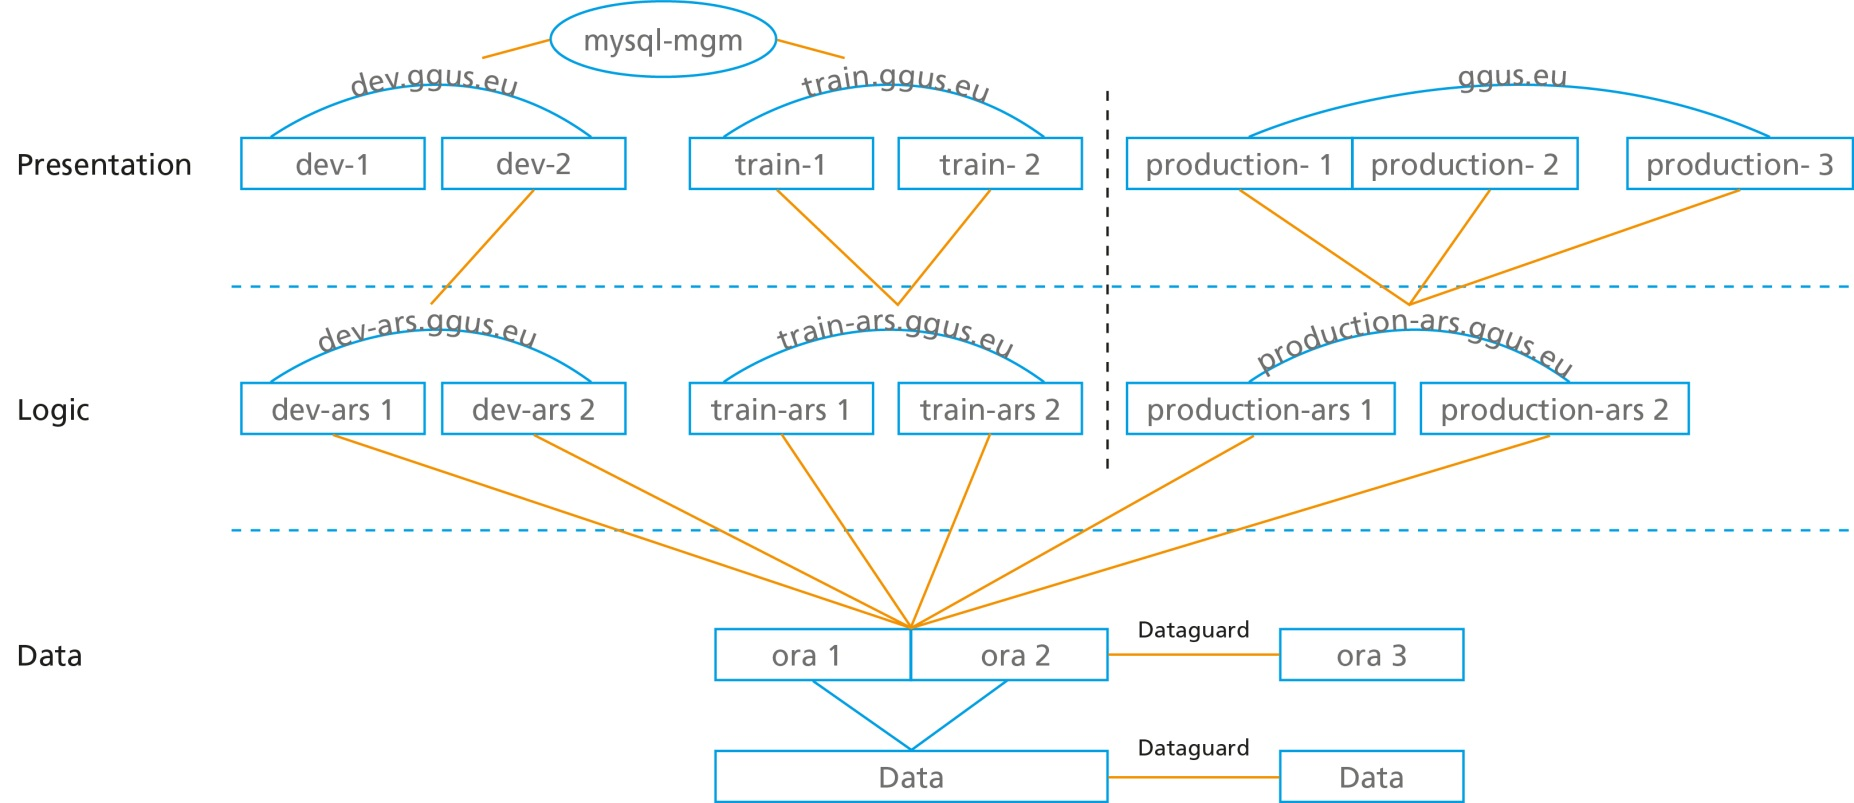 mysql-mgm
dev.ggus.eu
train.ggus.eu
ggus.eu
Presentation
dev-1
dev-2
train-1
train- 2
production- 1
production- 2
production- 3
dev-ars.ggus.eu
train-ars.ggus.eu
production-ars.ggus.eu
Logic
dev-ars 1
dev-ars 2
train-ars 1
train-ars 2
production-ars 1
production-ars 2
Data
ora 1
ora 2
Dataguard
ora 3
Data
Dataguard
Data